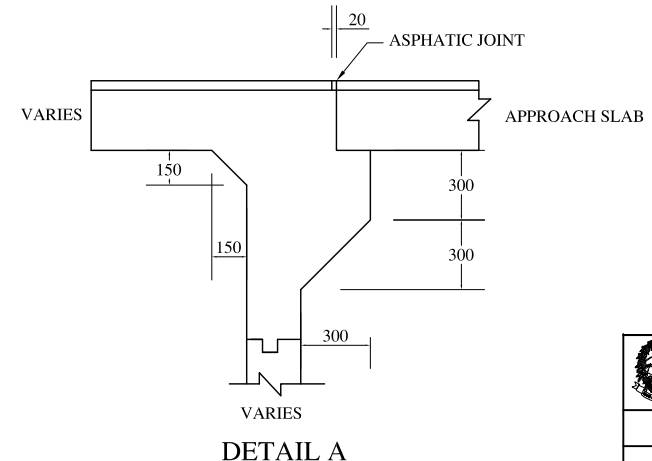 20
ASPHATIC JOINT
VARIES
APPROACH SLAB
150
300
150
300
300
VARIES
DETAIL A